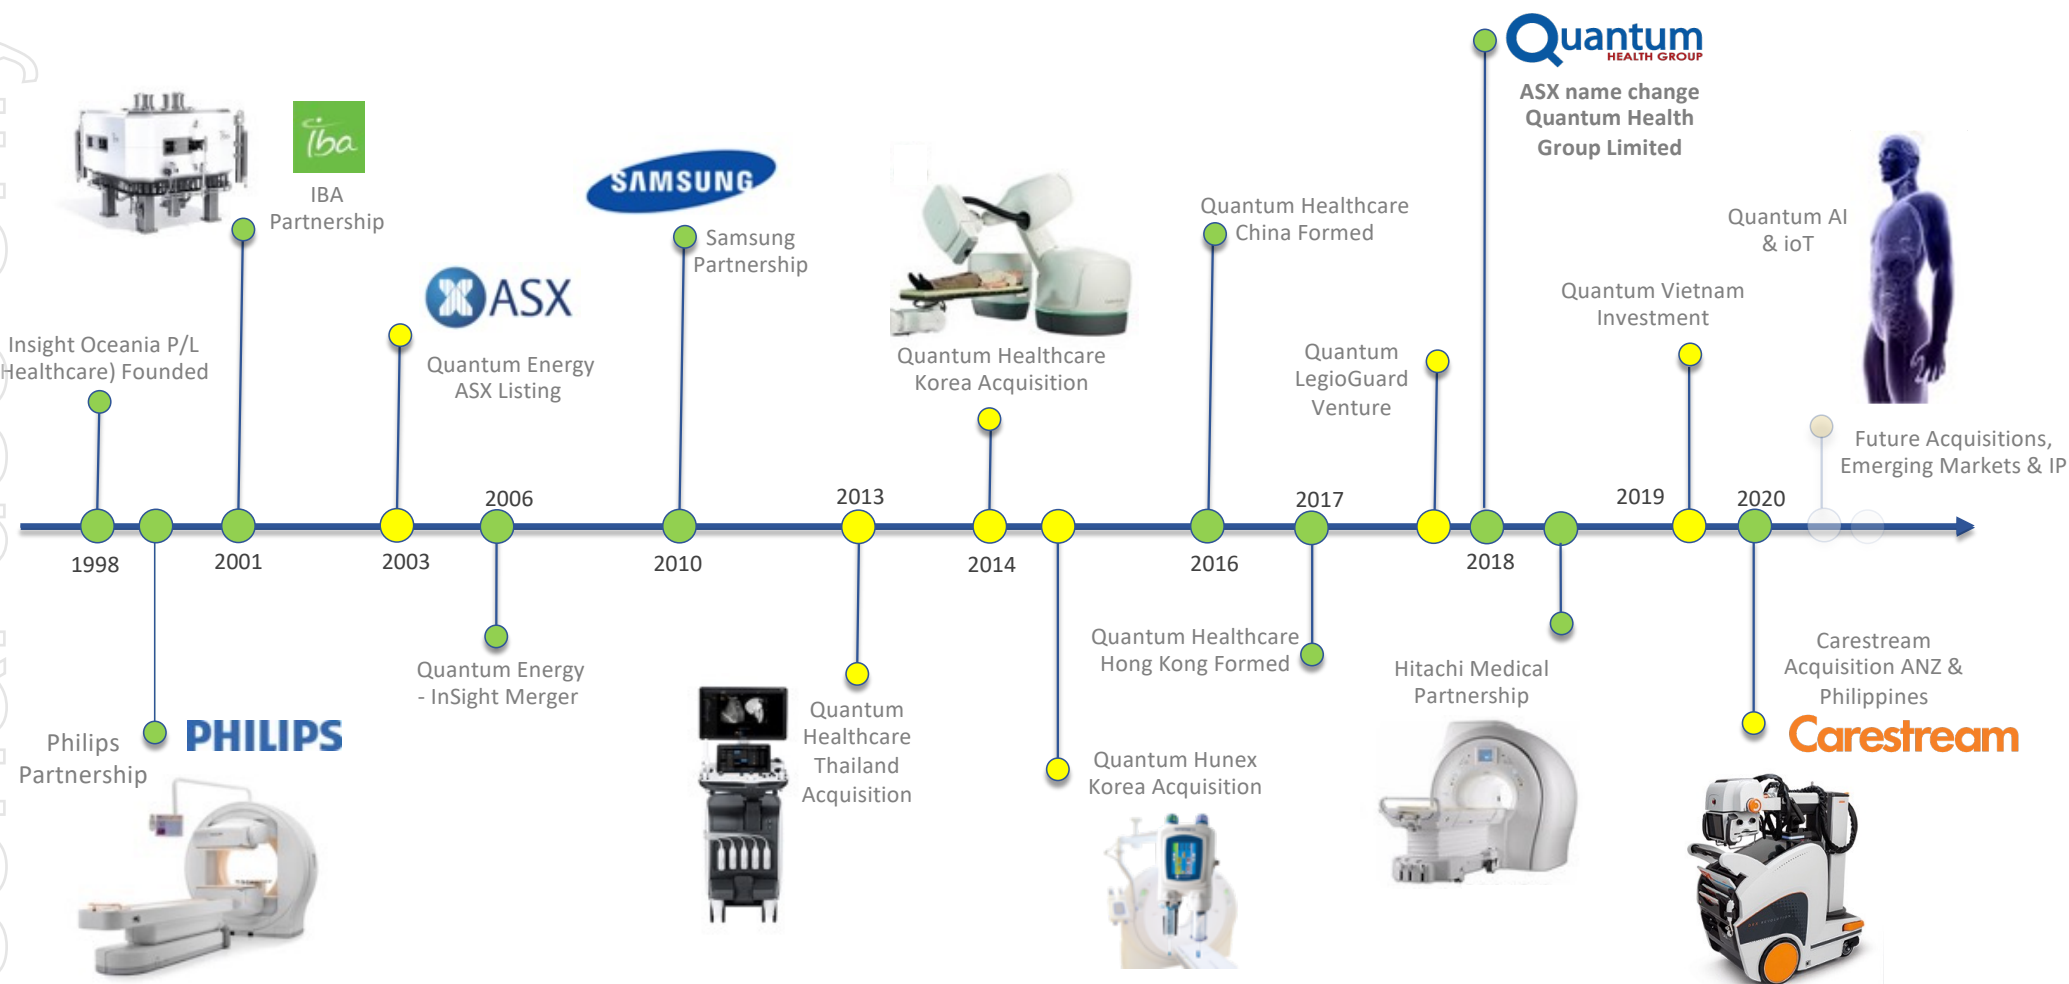 Quantum
HEALTH GROUP
ASX name change
Quantum Health
Group Limited
iba
IBA
Partnership
SAMSUNG
Samsung
Partnership
Quantum Healthcare
China Formed
Quantum AI
& ioT
ASX
Quantum Energy
ASX Listing
Insight Oceania P/L
Healthcare) Founded
Quantum Healthcare
Korea Acquisition
Quantum
LegioGuard
Venture
Quantum Vietnam
Investment
Future Acquisitions,
Emerging Markets & IP
2006
2013
2017
2019
2020
1998
2001
2003
2010
2014
2016
2018
Philips
Partnership
PHILIPS
Quantum Energy
- InSight Merger
Quantum
Healthcare
Thailand
Acquisition
Quantum Hunex
Korea Acquisition
Quantum Healthcare
Hong Kong Formed
Hitachi Medical
Partnership
Carestream
Acquisition ANZ &
Philippines
Carestream